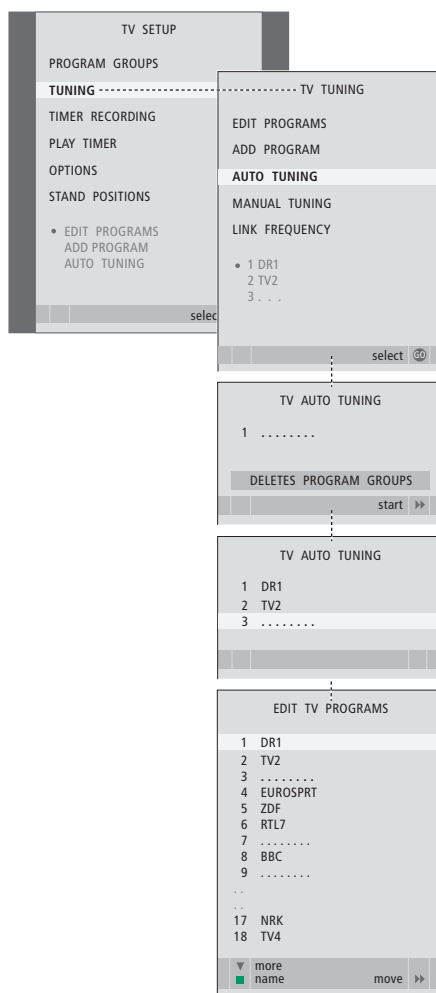 TV SETUP
PROGRAM GROUPS
TUNING
TIMER RECORDING
PLAY TIMER
OPTIONS
STAND POSITIONS
• EDIT PROGRAMS
ADD PROGRAM
AUTO TUNING
selec
TV TUNING
EDIT PROGRAMS
ADD PROGRAM
AUTO TUNING
MANUAL TUNING
LINK FREQUENCY
• 1 DR1
2 TV2
3 . . .
select GO
TV AUTO TUNING
1 ........
DELETES PROGRAM GROUPS
start
TV AUTO TUNING
1 DR1
2 TV2
3 ........
EDIT TV PROGRAMS
1 DR1
2 TV2
3 ........
4 EUROSPRT
5 ZDF
6 RTL7
7 ........
8 BBC
9 ........
. .
. .
17 NRK
18 TV4
more
name move